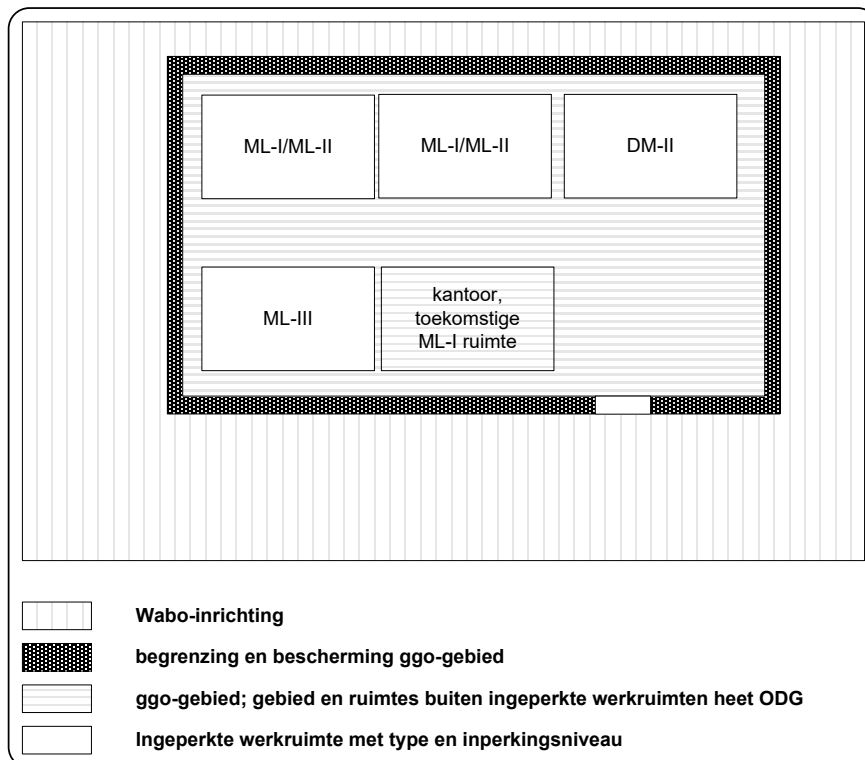 ML-I/ML-II
ML-I/ML-II
DM-II
ML-III
kantoor,
toekomstige
ML-I ruimte
Wabo-inrichting
begrenzing en bescherming ggo-gebied
ggo-gebied; gebied en ruimtes buiten ingeperkte werkruimten heet ODG
Ingeperkte werkruimte met type en inperkingsniveau